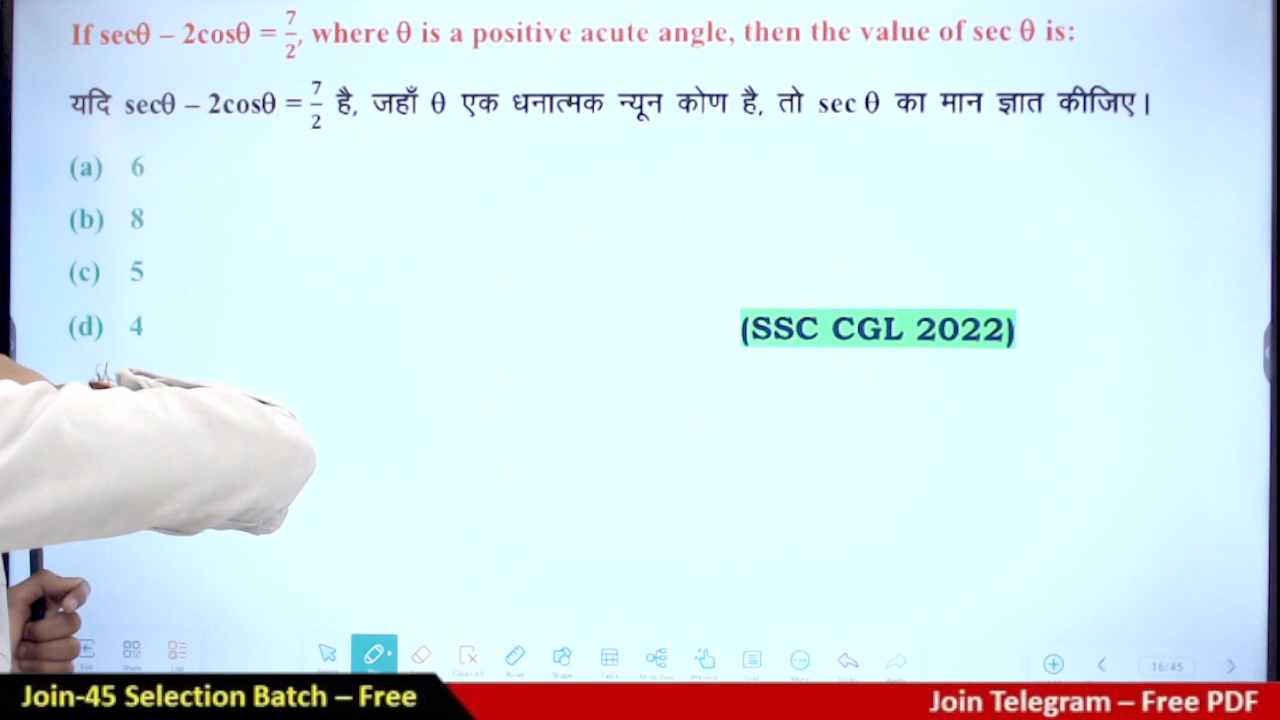 If secθ – 2cosθ = 7/2, where θ is a positive acute angle, then the value of sec θ is:
यदि secθ – 2cosθ = 7/2 है, जहाँ θ एक धनात्मक न्यून कोण है, तो sec θ का मान ज्ञात कीजिए।
(a) 6
(b) 8
(c) 5
(d) 4
(SSC CGL 2022)
16/45
Join-45 Selection Batch – Free
Join Telegram – Free PDF